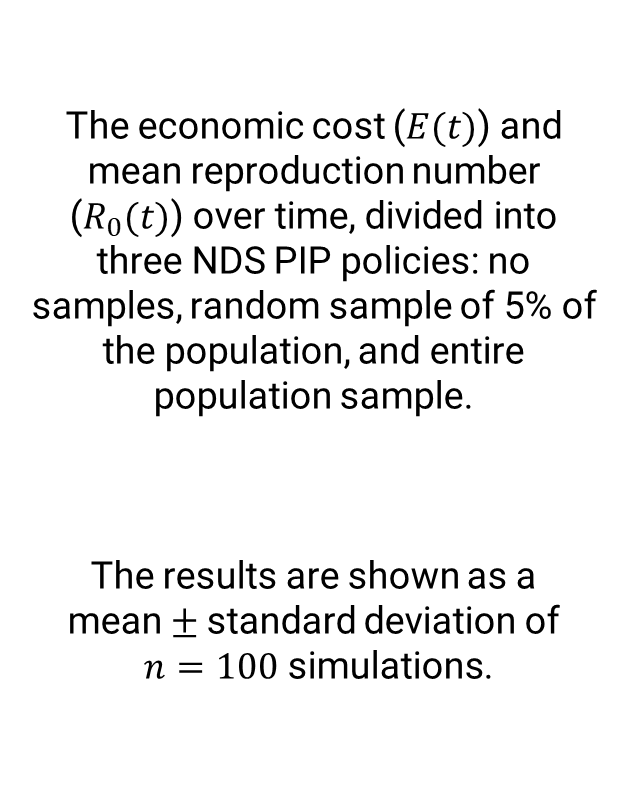 The economic cost (E(t)) and
mean reproduction number
(R₀(t)) over time, divided into
three NDS PIP policies: no
samples, random sample of 5% of
the population, and entire
population sample.
The results are shown as a
mean ± standard deviation of
n = 100 simulations.